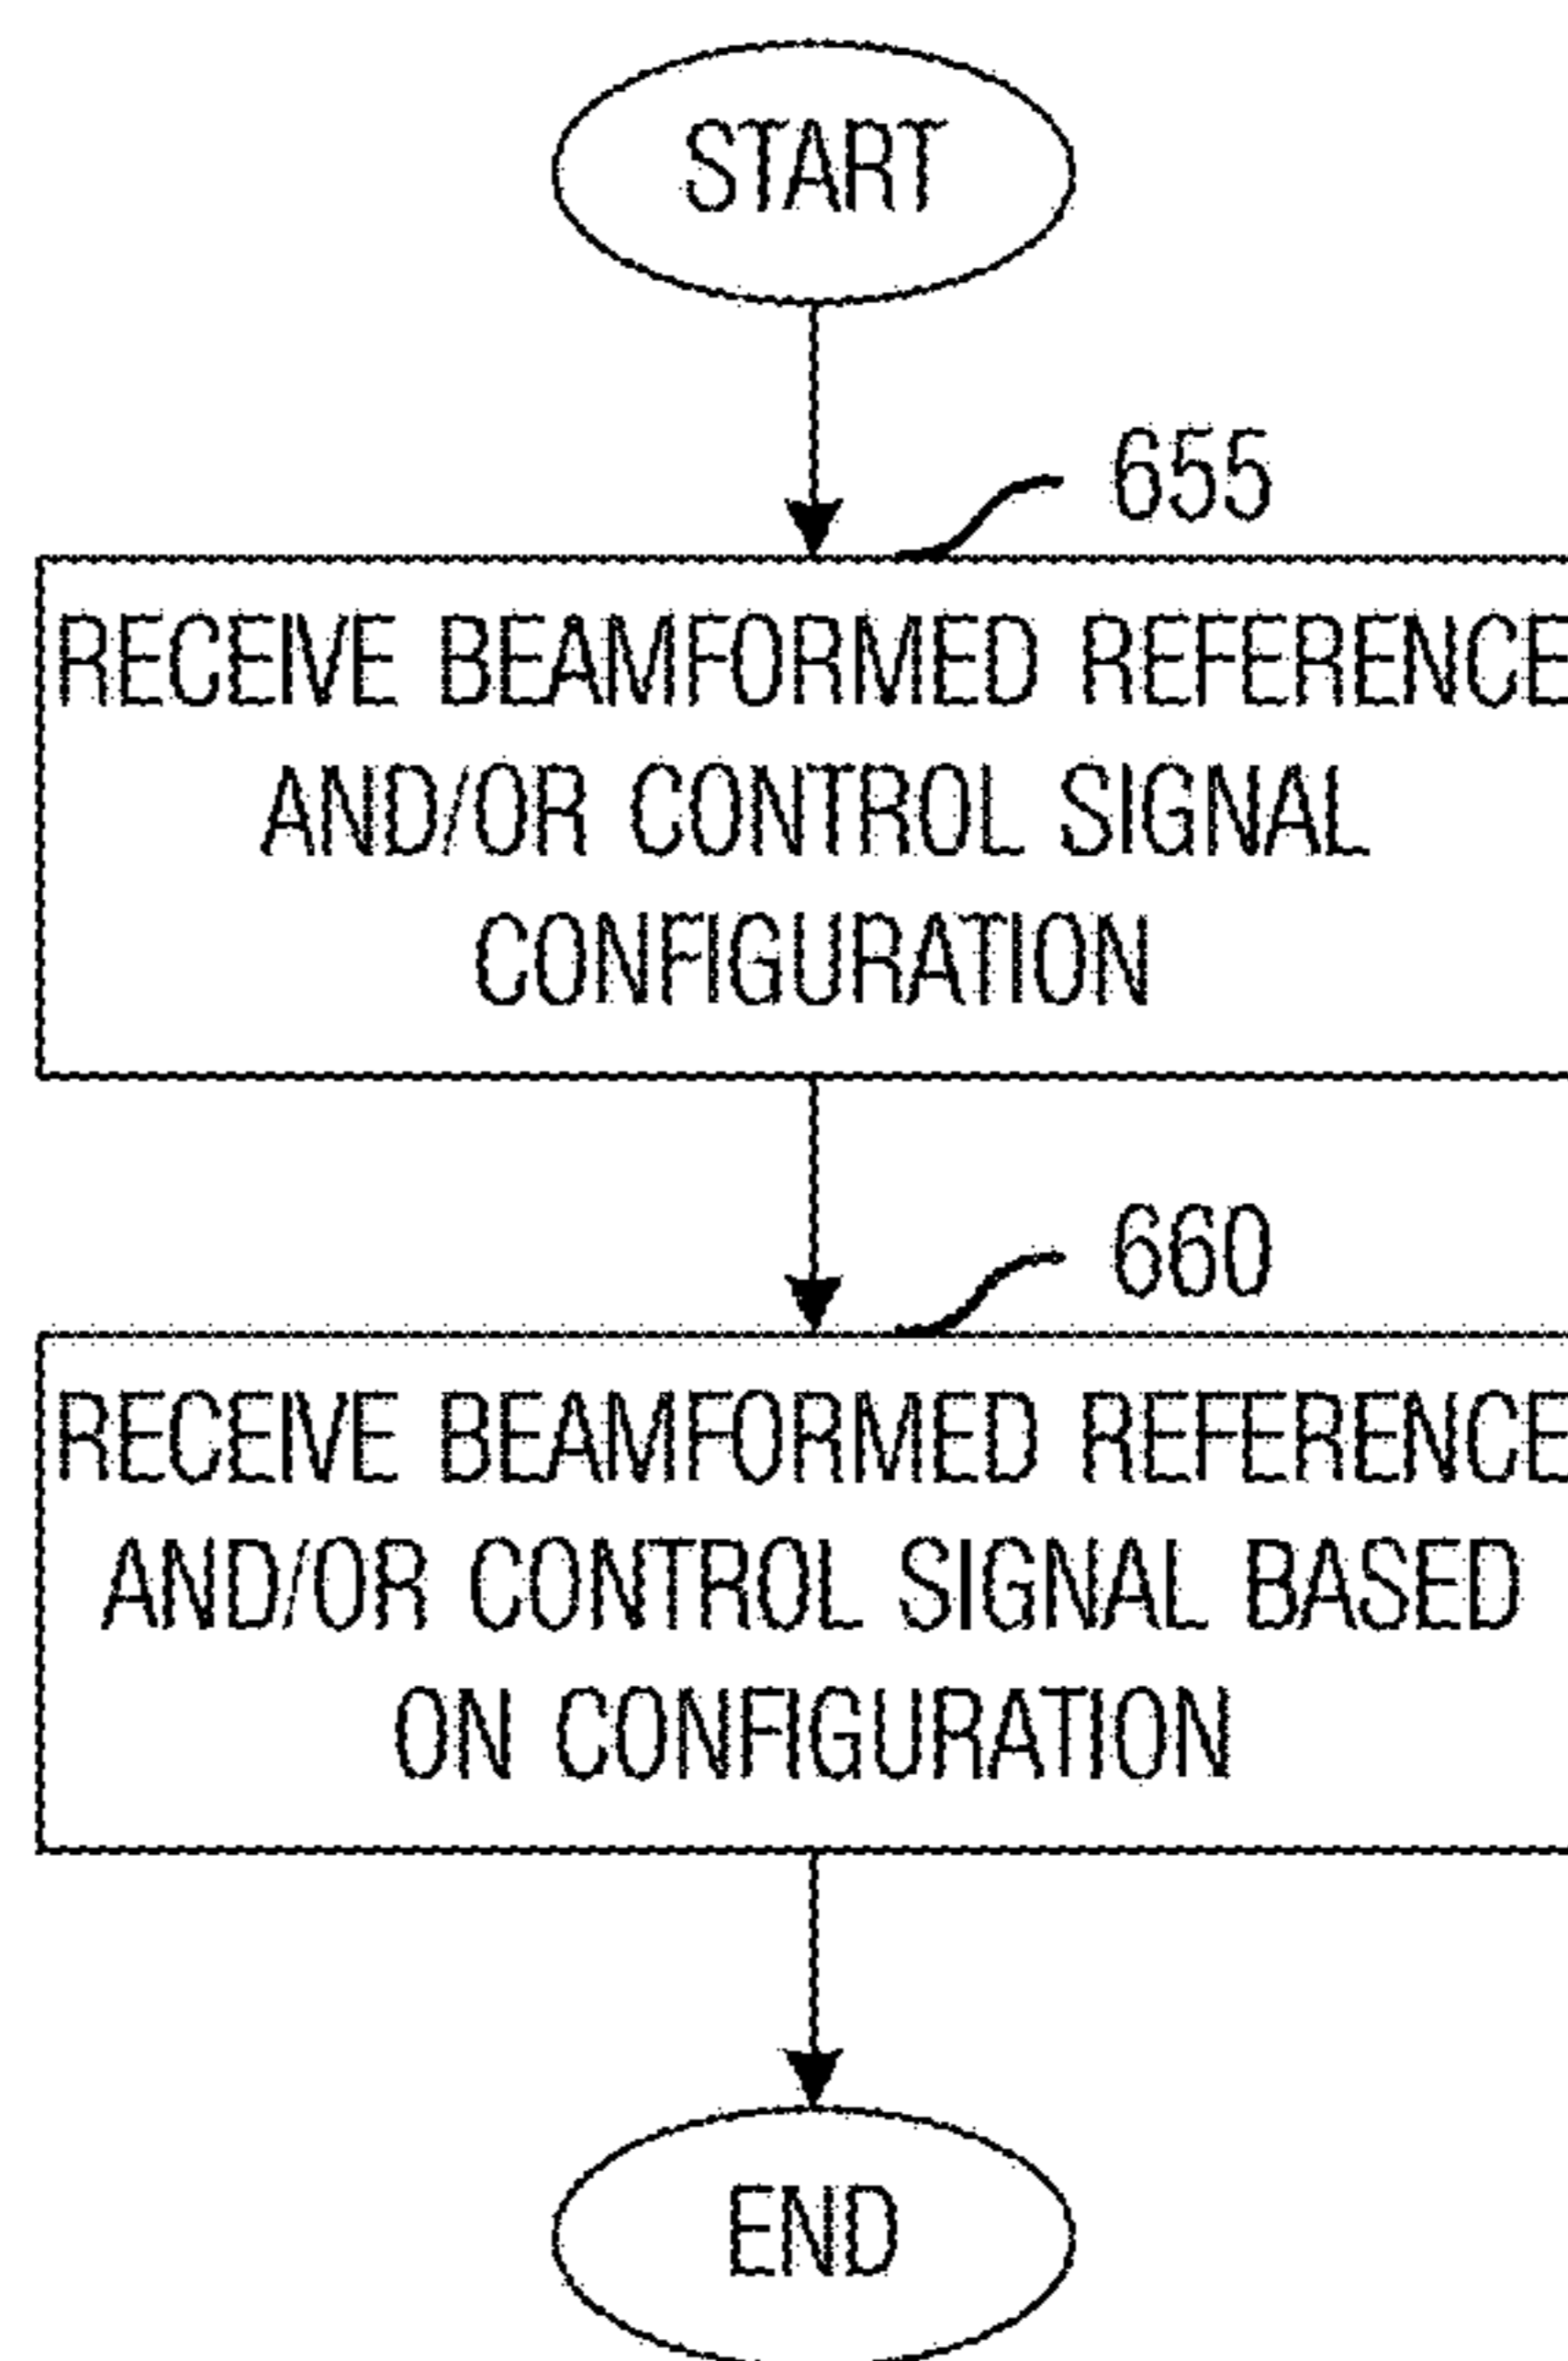 START
655
RECEIVE BEAMFORMED REFERENCE
AND/OR CONTROL SIGNAL
CONFIGURATION
660
RECEIVE BEAMFORMED REFERENCE
AND/OR CONTROL SIGNAL BASED
ON CONFIGURATION
END